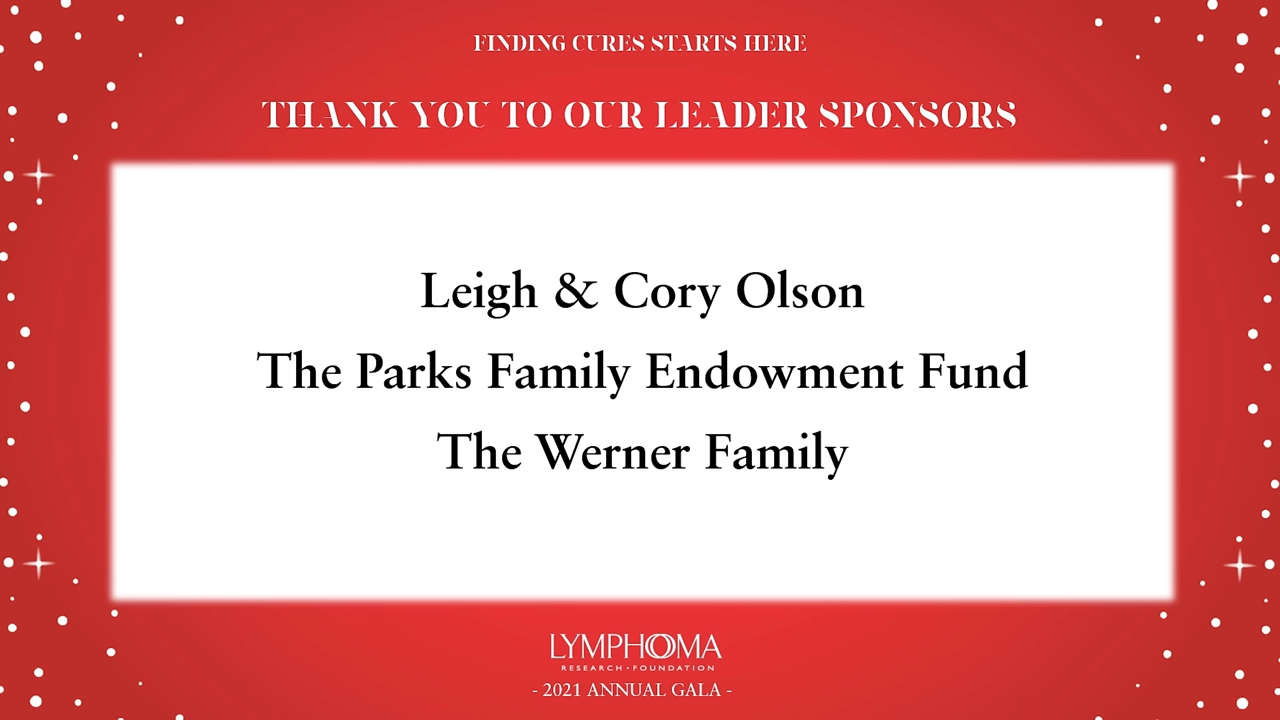 FINDING CURES STARTS HERE
THANK YOU TO OUR LEADER SPONSORS
Leigh & Cory Olson
The Parks Family Endowment Fund
The Werner Family
LYMPHOMA
RESEARCH · FOUNDATION
- 2021 ANNUAL GALA -